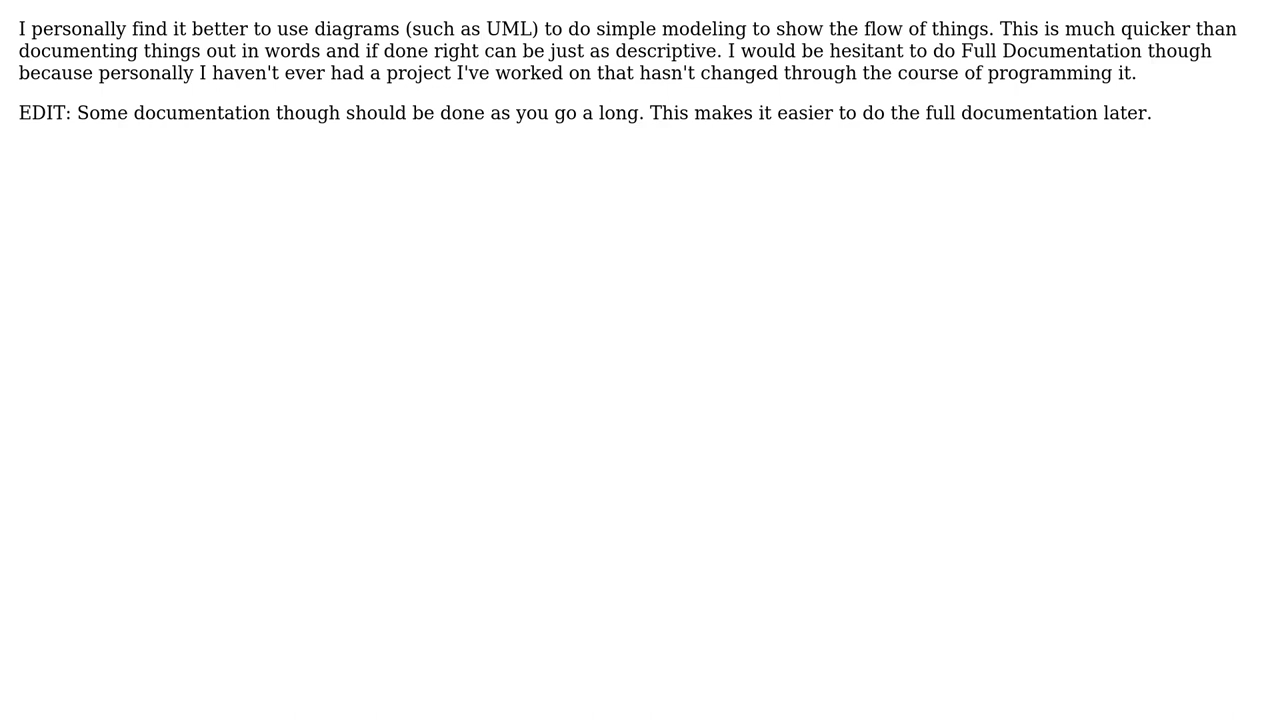 I personally find it better to use diagrams (such as UML) to do simple modeling to show the flow of things. This is much quicker than
documenting things out in words and if done right can be just as descriptive. I would be hesitant to do Full Documentation though
because personally I haven't ever had a project I've worked on that hasn't changed through the course of programming it.
EDIT: Some documentation though should be done as you go a long. This makes it easier to do the full documentation later.